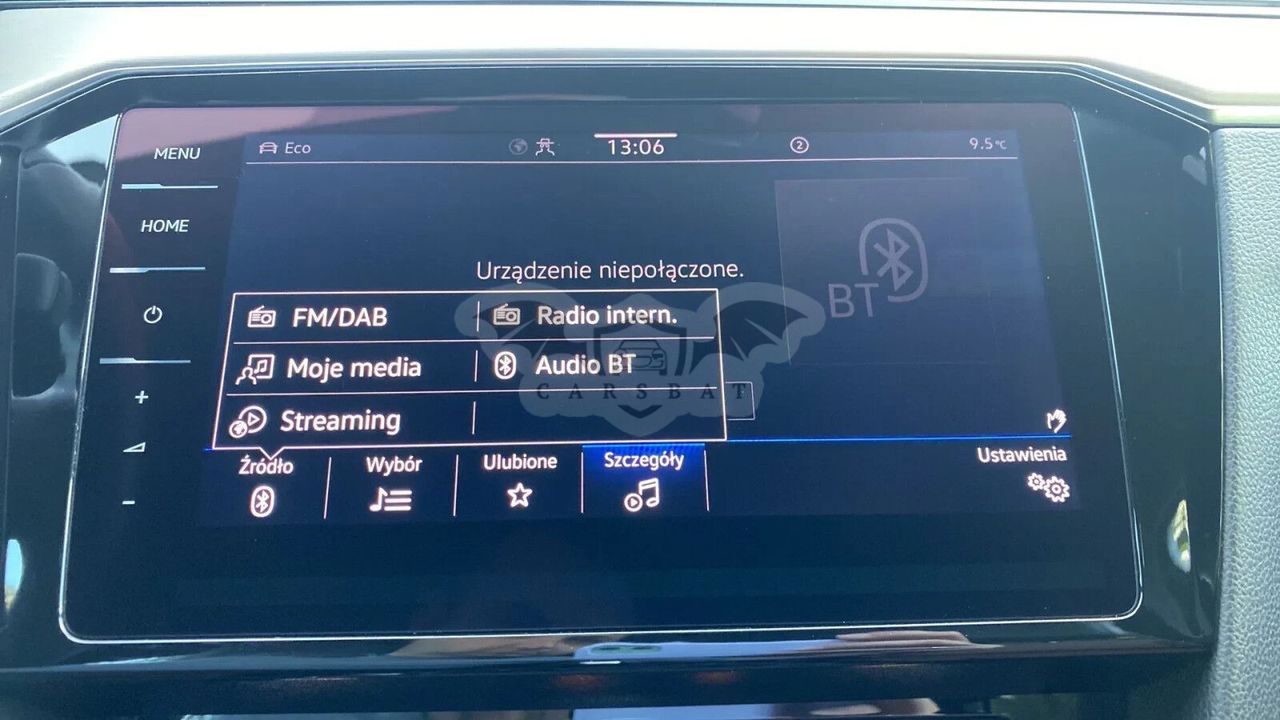 MENU
HOME
Eco
13:06
2
9.5°C
Urządzenie niepołączone.
BT
FM/DAB
Radio intern.
Moje media
Audio BT
Streaming
CARSBAT
Źródło
Wybór
Ulubione
Szczegóły
Ustawienia